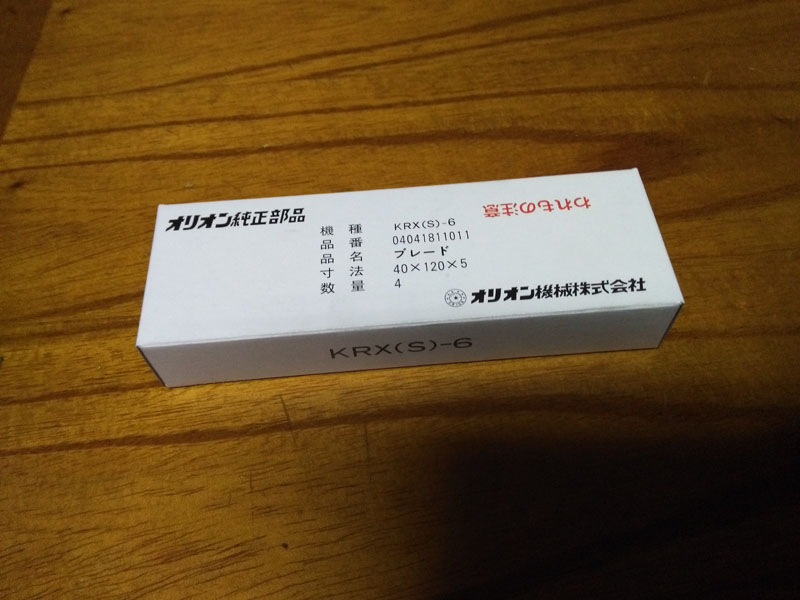 オリオン純正部品
われもの注意
機種 KRX(S)-6
品番 04041811011
品名 ブレード
寸法 40×120×5
数量 4
オリオン機械株式会社
KRX(S)-6